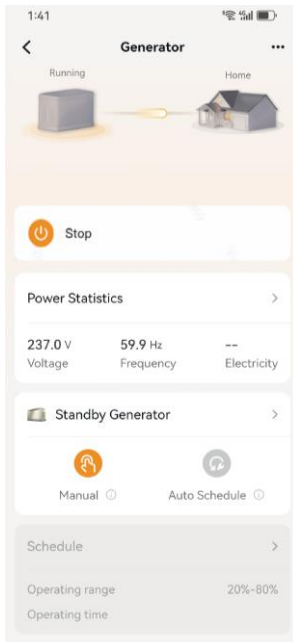 1:41
4G
Generator
Running
Home
Stop
Power Statistics
237.0 V
59.9 Hz
--
Voltage
Frequency
Electricity
Standby Generator
Manual
Auto Schedule
Schedule
Operating range
20%-80%
Operating time